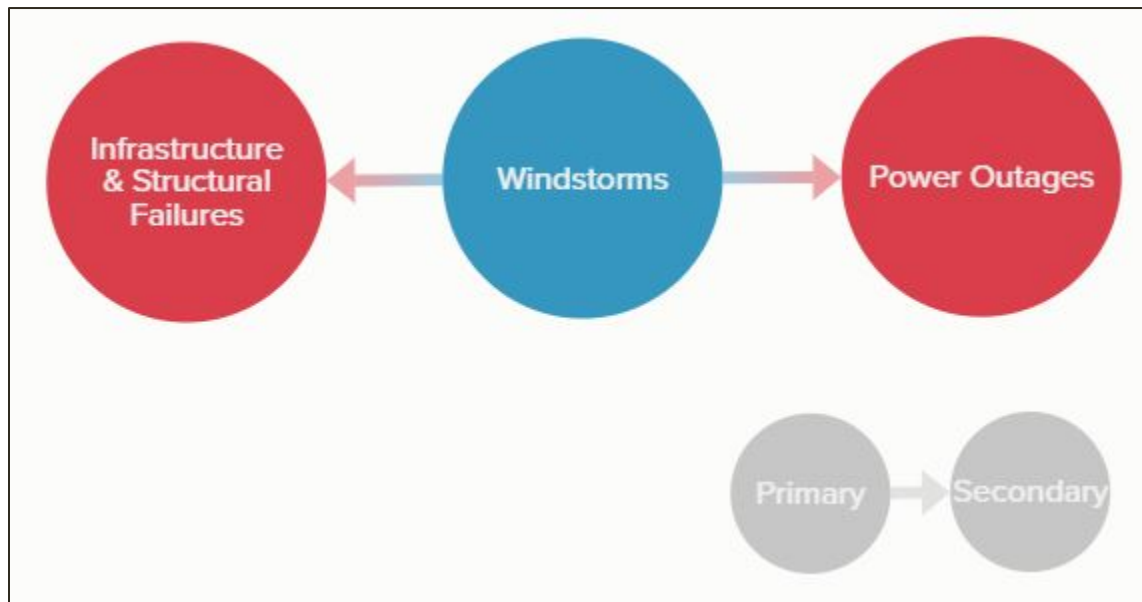 Infrastructure
& Structural
Failures
Windstorms
Power Outages
Primary
Secondary